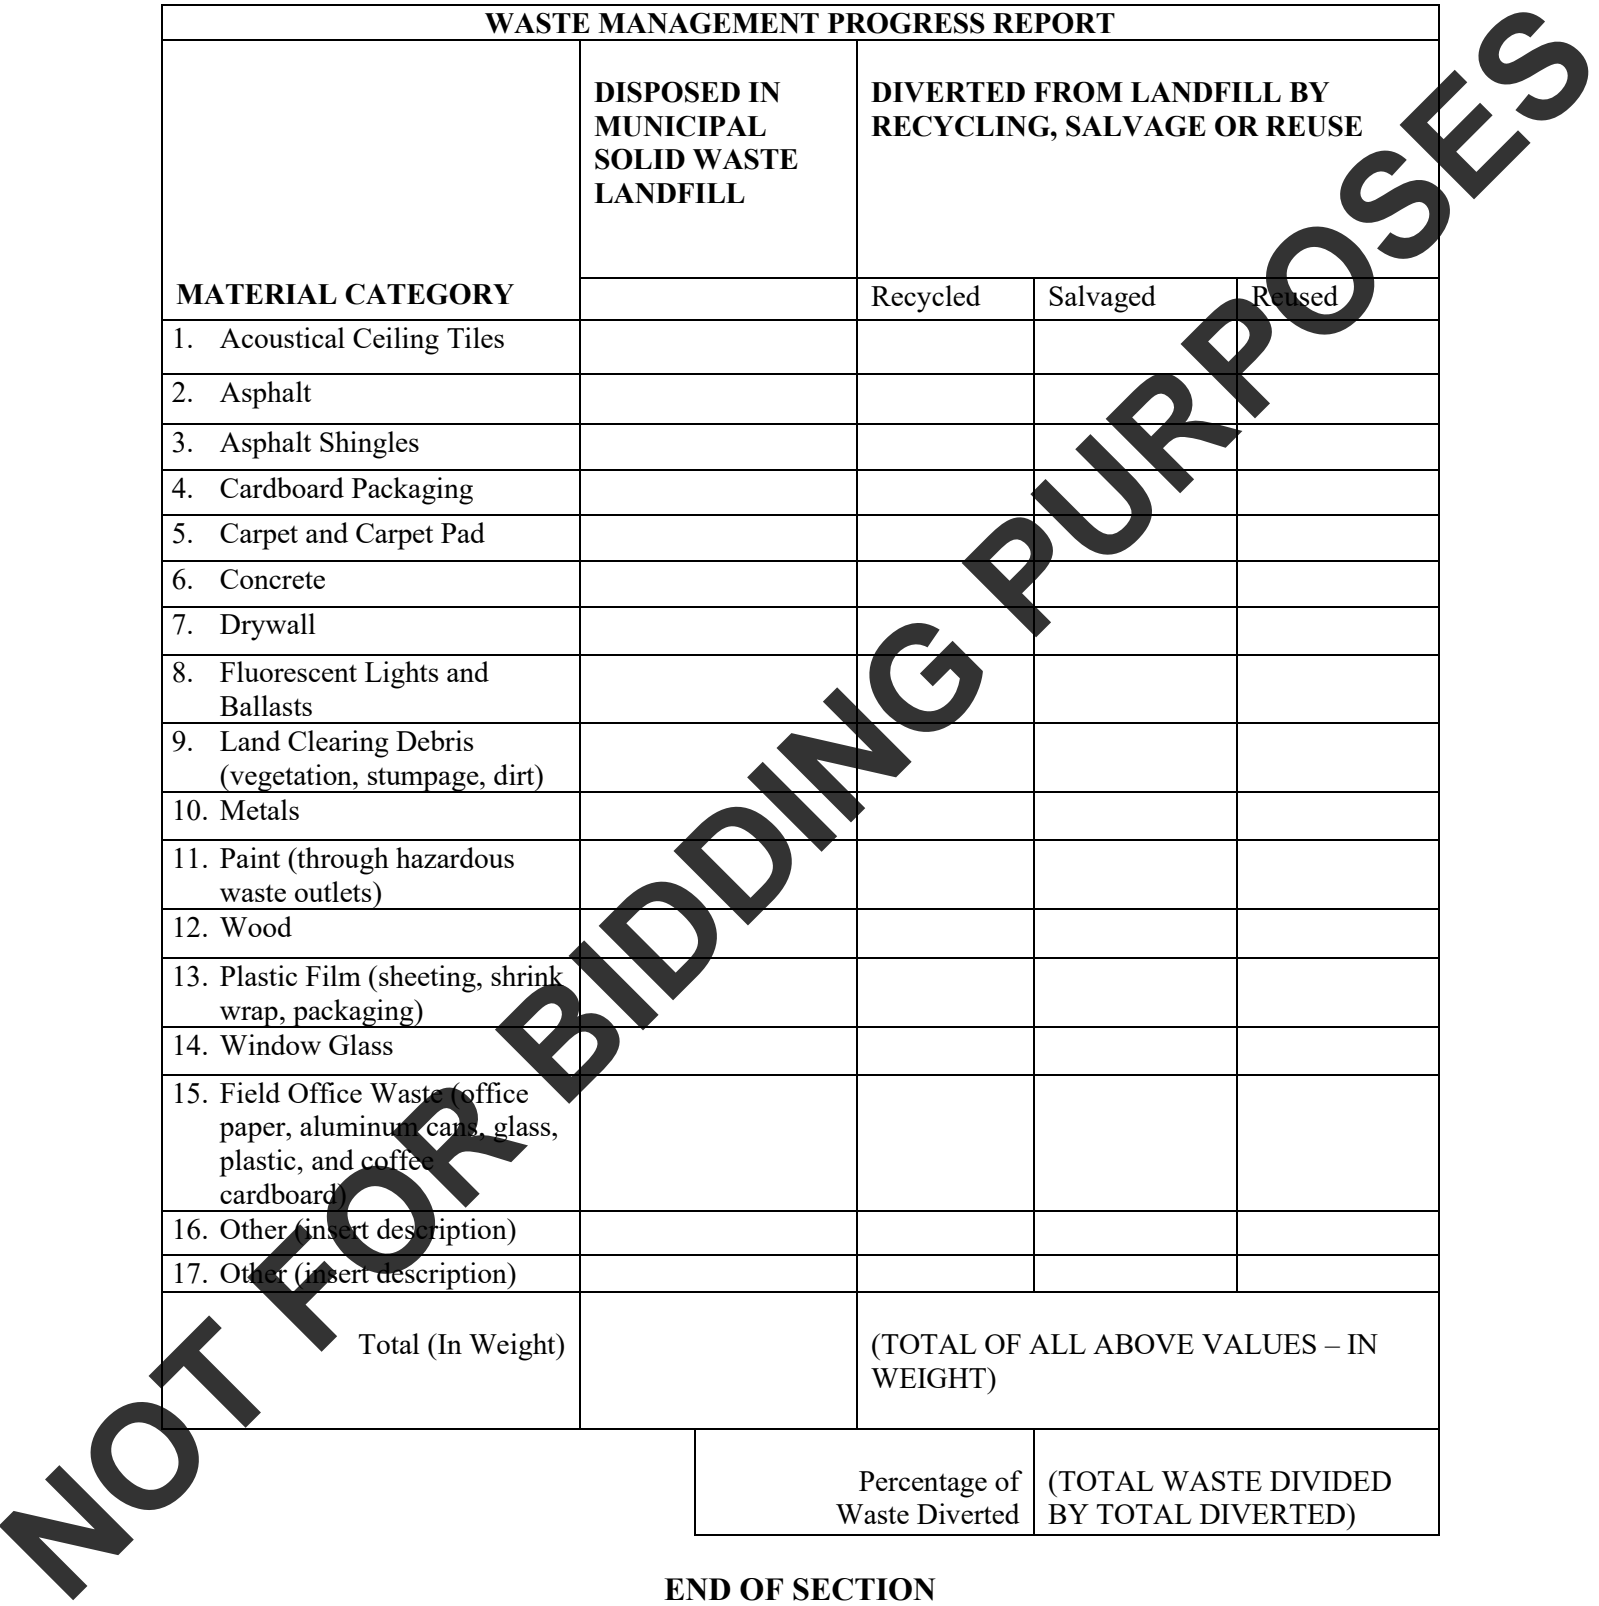 WASTE MANAGEMENT PROGRESS REPORT
DISPOSED IN
MUNICIPAL
SOLID WASTE
LANDFILL
DIVERTED FROM LANDFILL BY
RECYCLING, SALVAGE OR REUSE
MATERIAL CATEGORY
Recycled
Salvaged
Reused
1. Acoustical Ceiling Tiles
2. Asphalt
3. Asphalt Shingles
4. Cardboard Packaging
5. Carpet and Carpet Pad
6. Concrete
7. Drywall
8. Fluorescent Lights and
Ballasts
9. Land Clearing Debris
(vegetation, stumpage, dirt)
10. Metals
11. Paint (through hazardous
waste outlets)
12. Wood
13. Plastic Film (sheeting, shrink
wrap, packaging)
14. Window Glass
15. Field Office Waste (office
paper, aluminum cans, glass,
plastic, and coffee
cardboard)
16. Other (insert description)
17. Other (insert description)
Total (In Weight)
(TOTAL OF ALL ABOVE VALUES – IN
WEIGHT)
Percentage of
Waste Diverted
(TOTAL WASTE DIVIDED
BY TOTAL DIVERTED)
END OF SECTION
NOT FOR BIDDING PURPOSES